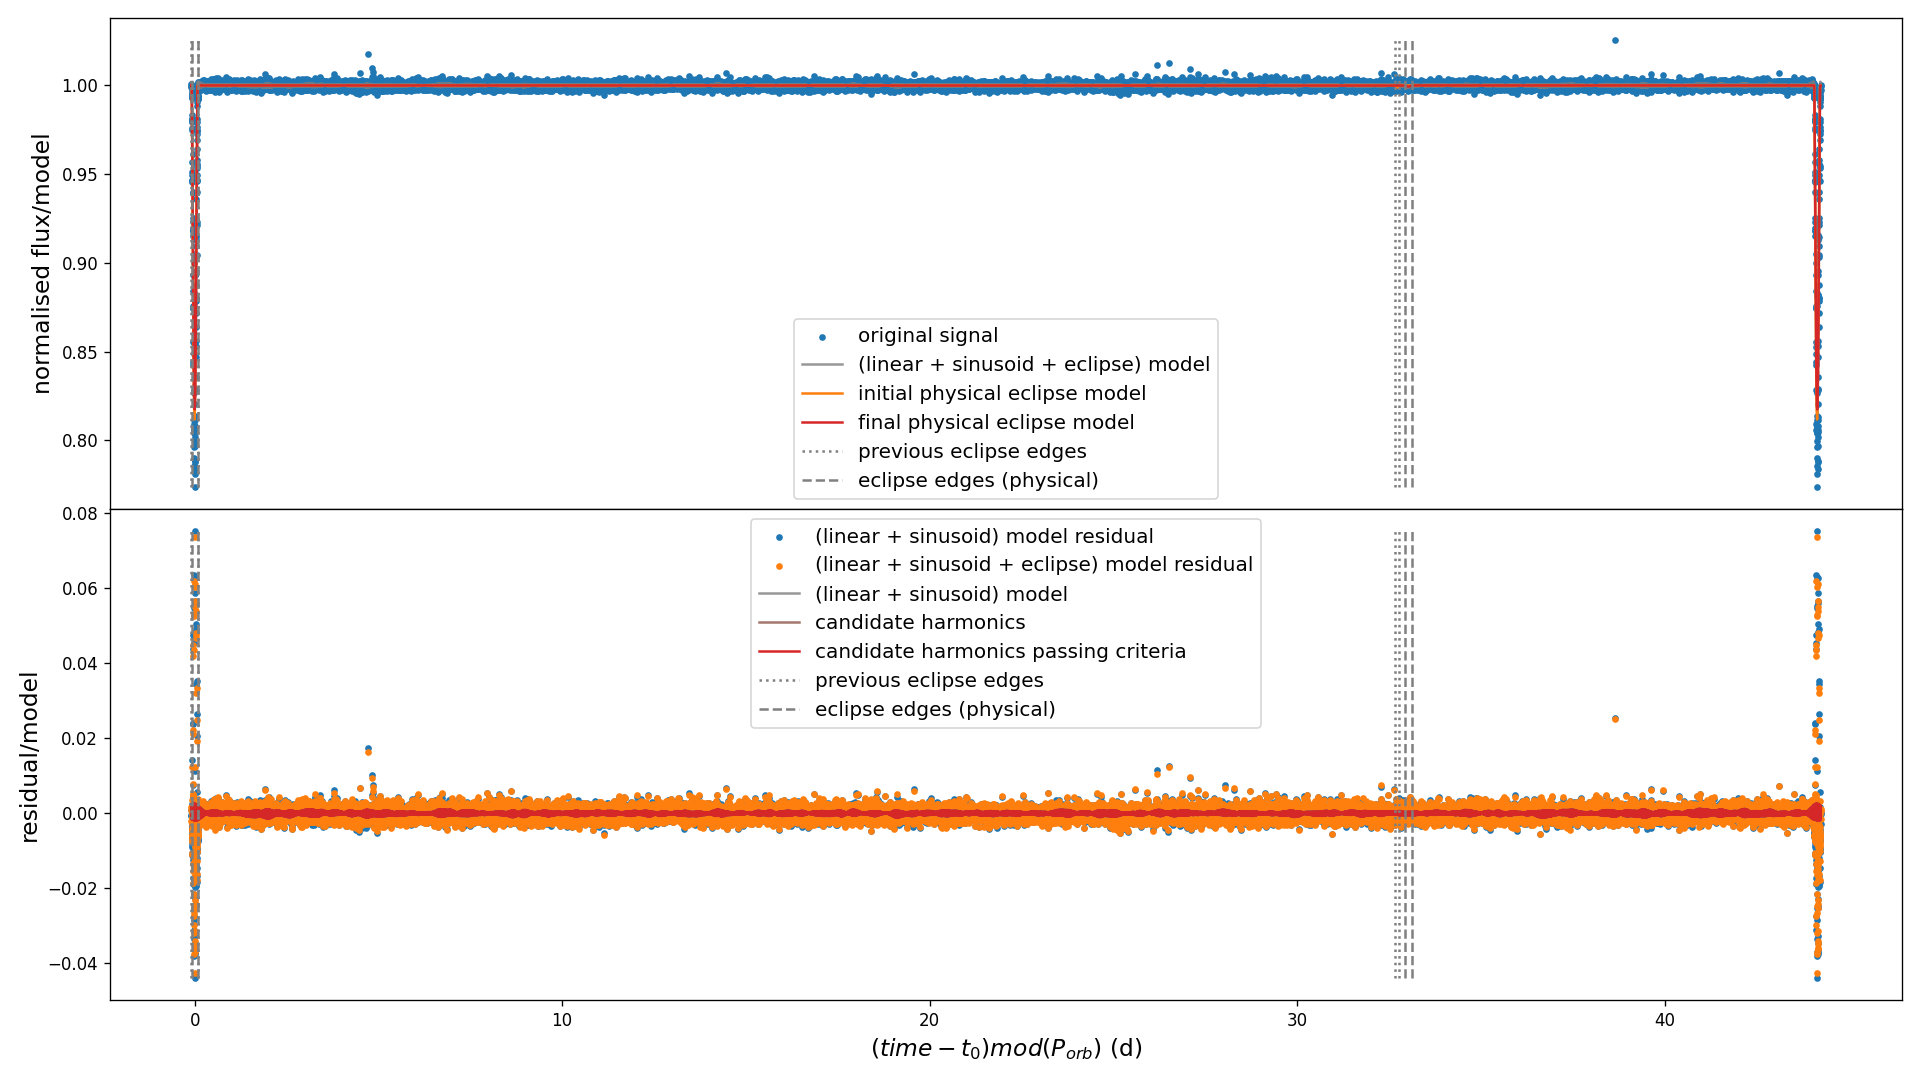 normalised flux/model
1.00
0.95
0.90
0.85
0.80
original signal
(linear + sinusoid + eclipse) model
initial physical eclipse model
final physical eclipse model
previous eclipse edges
eclipse edges (physical)
residual/model
0.08
0.06
0.04
0.02
0.00
−0.02
−0.04
(linear + sinusoid) model residual
(linear + sinusoid + eclipse) model residual
(linear + sinusoid) model
candidate harmonics
candidate harmonics passing criteria
previous eclipse edges
eclipse edges (physical)
0 10 20 30 40
(time − t₀)mod(Pₒᵣb) (d)